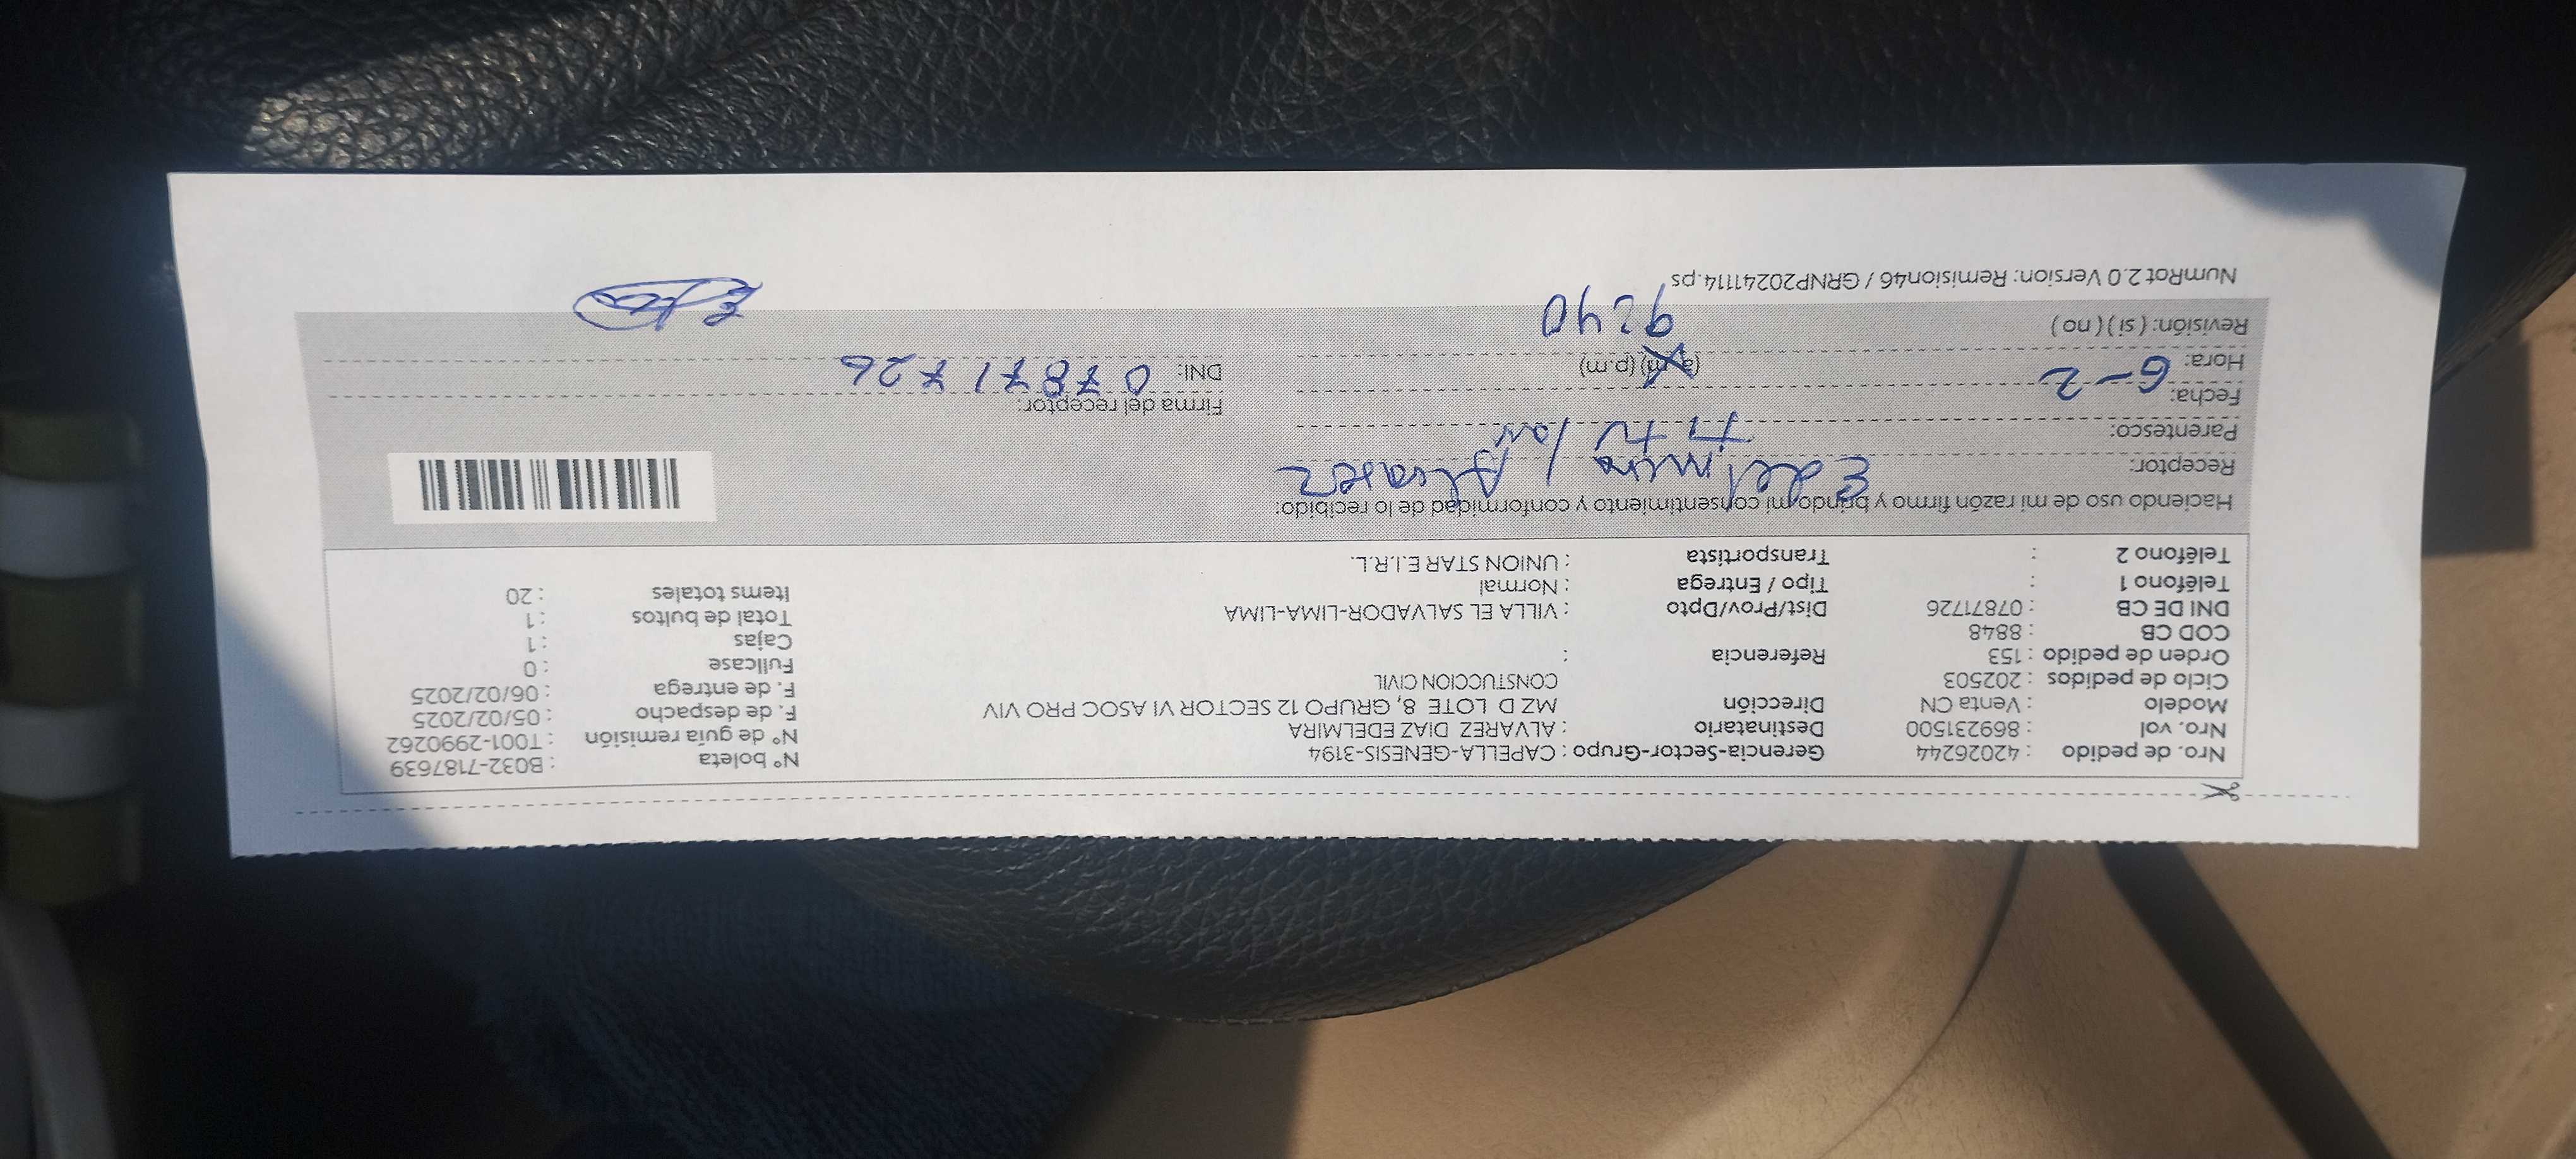 Nro. de pedido : 42026244 Gerencia-Sector-Grupo : CAPELLA-GENESIS-3194 N° boleta : B032-7187639
Nro. vol : 869231500 Destinatario : ALVAREZ DIAZ EDELMIRA N° de guía remisión : T001-2990262
Modelo : Venta CN Dirección MZ D LOTE 8, GRUPO 12 SECTOR VI ASOC PRO VIV F. de despacho : 05/02/2025
Ciclo de pedidos : 202503 CONSTUCCION CIVIL F. de entrega : 06/02/2025
Orden de pedido : 153 Referencia : Fullcase : 0
COD CB : 8848 Cajas : 1
DNI DE CB : 07871726 Dist/Prov/Dpto : VILLA EL SALVADOR-LIMA-LIMA Total de bultos : 1
Teléfono 1 : Tipo / Entrega : Normal Items totales : 20
Teléfono 2 : Transportista : UNION STAR E.I.R.L.
Haciendo uso de mi razón firmo y brindo mi consentimiento y conformidad de lo recibido:
Receptor: Edelmira Alvarez
Parentesco: titular
Fecha: 6-2 Firma del receptor:
Hora: (a.m) (p.m) DNI: 07871726
Revisión: ( si ) ( no ) 9:40
NumRot 2.0 Version: Remision46 / GRNP20241114.ps